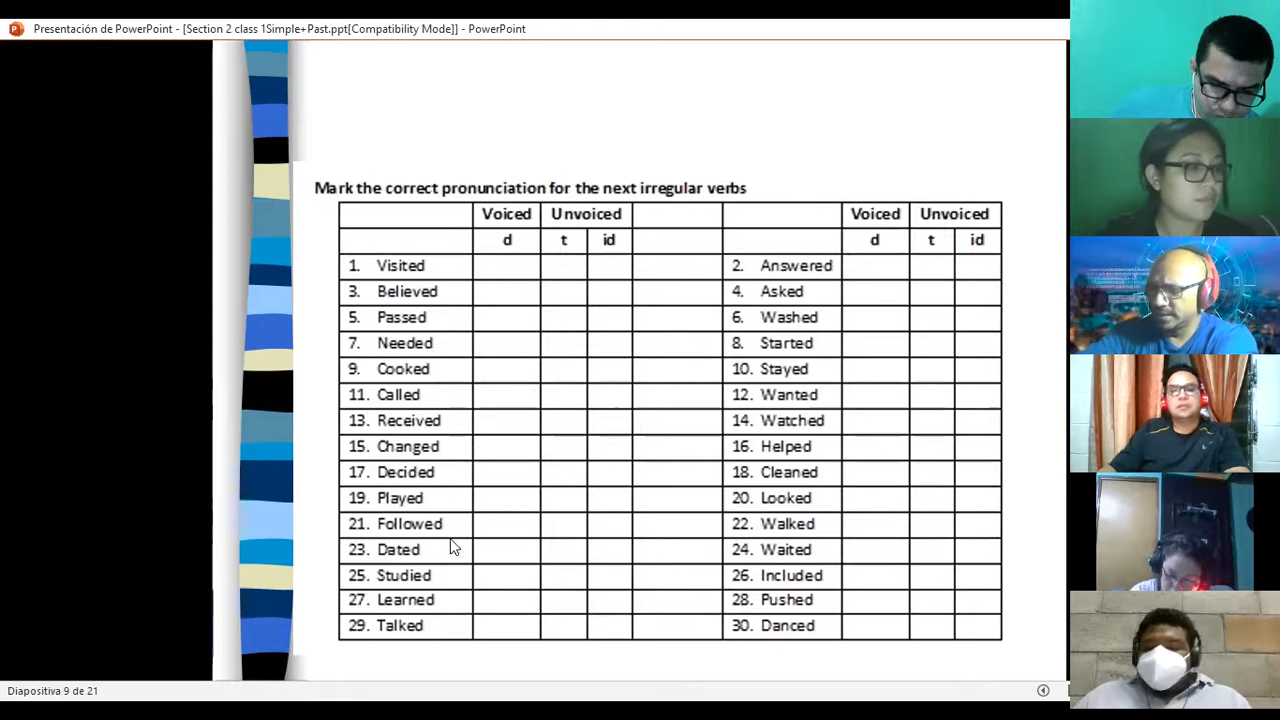 Presentación de PowerPoint - [Section 2 class 1Simple+Past.ppt[Compatibility Mode]] - PowerPoint
Mark the correct pronunciation for the next irregular verbs
Voiced Unvoiced Voiced Unvoiced
d t id d t id
1. Visited 2. Answered
3. Believed 4. Asked
5. Passed 6. Washed
7. Needed 8. Started
9. Cooked 10. Stayed
11. Called 12. Wanted
13. Received 14. Watched
15. Changed 16. Helped
17. Decided 18. Cleaned
19. Played 20. Looked
21. Followed 22. Walked
23. Dated 24. Waited
25. Studied 26. Included
27. Learned 28. Pushed
29. Talked 30. Danced
Diapositiva 9 de 21